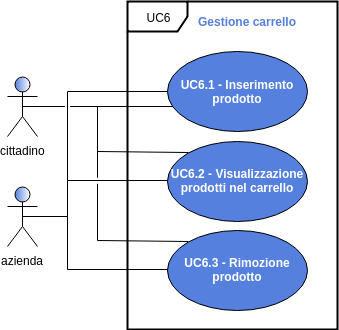 UC6
Gestione carrello
UC6.1 - Inserimento
prodotto
cittadino
UC6.2 - Visualizzazione
prodotti nel carrello
azienda
UC6.3 - Rimozione
prodotto